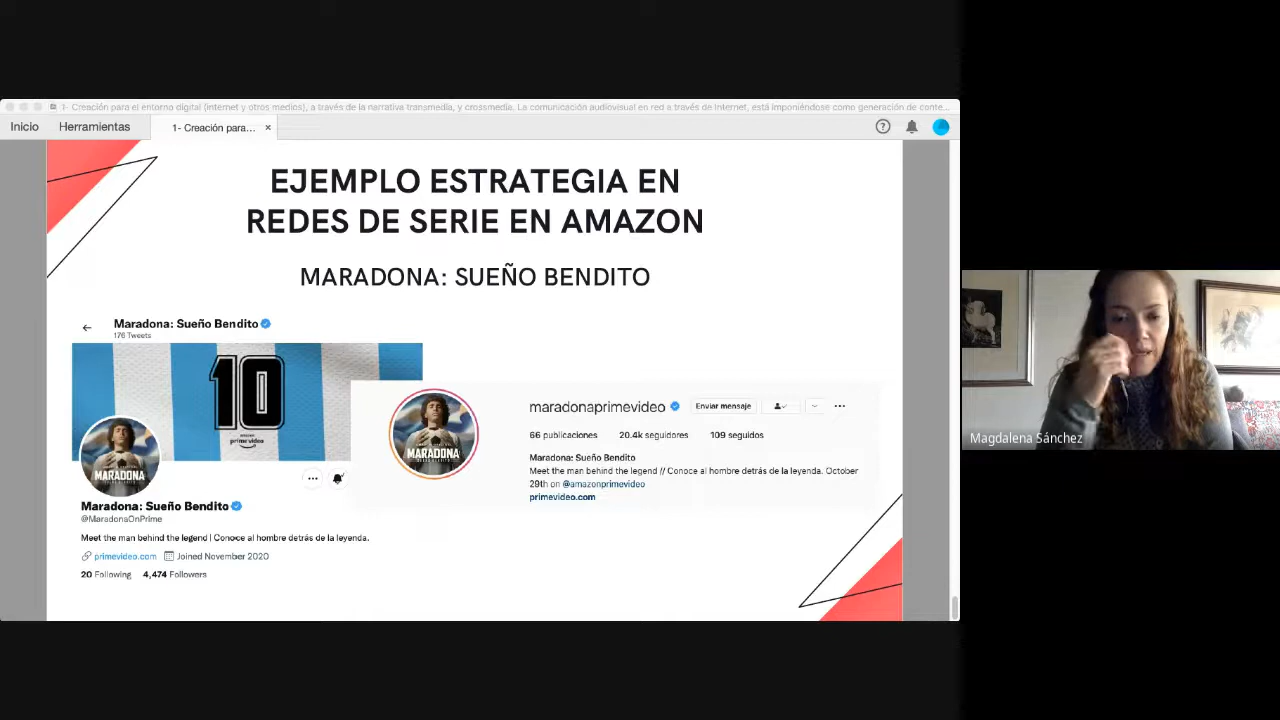 1- Creación para el entorno digital (internet y otros medios), a través de la narrativa transmedia, y crossmedia. La comunicación audiovisual en red a través de Internet, está imponiéndose como generación de conte...
Inicio
Herramientas
1- Creación para...
EJEMPLO ESTRATEGIA EN
REDES DE SERIE EN AMAZON
MARADONA: SUEÑO BENDITO
Maradona: Sueño Bendito
176 Tweets
10
amazon
prime video
MARADONA
Maradona: Sueño Bendito
@MaradonaOnPrime
Meet the man behind the legend | Conoce al hombre detrás de la leyenda.
primevideo.com Joined November 2020
20 Following 4,474 Followers
MARADONA
maradonaprimevideo
Enviar mensaje
66 publicaciones 20.4k seguidores 109 seguidos
Maradona: Sueño Bendito
Meet the man behind the legend // Conoce al hombre detrás de la leyenda. October
29th on @amazonprimevideo
primevideo.com
Magdalena Sánchez